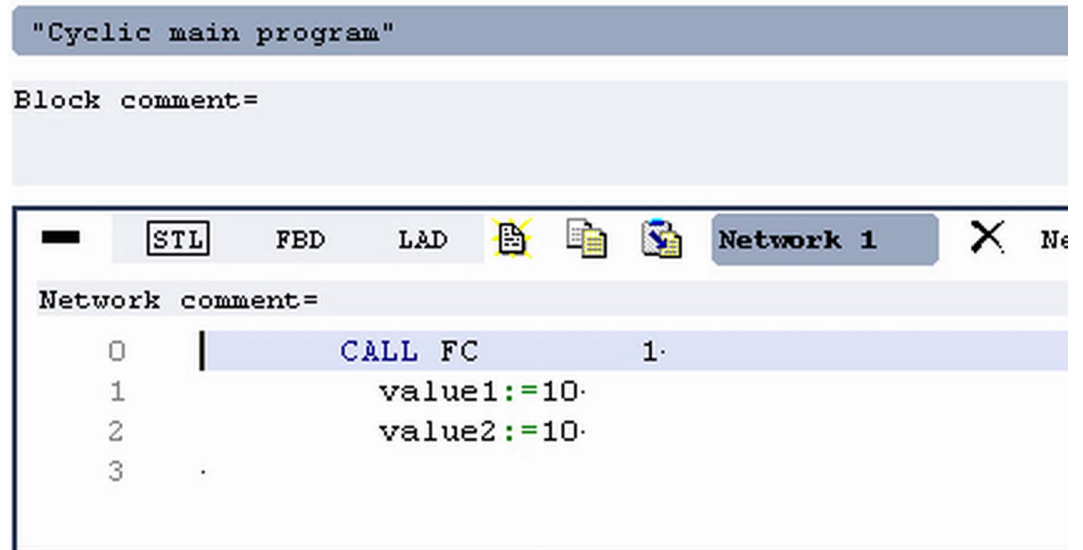 "Cyclic main program"
Block comment=
STL FBD LAD Network 1 Ne
Network comment=
0 CALL FC 1
1 value1:=10
2 value2:=10
3